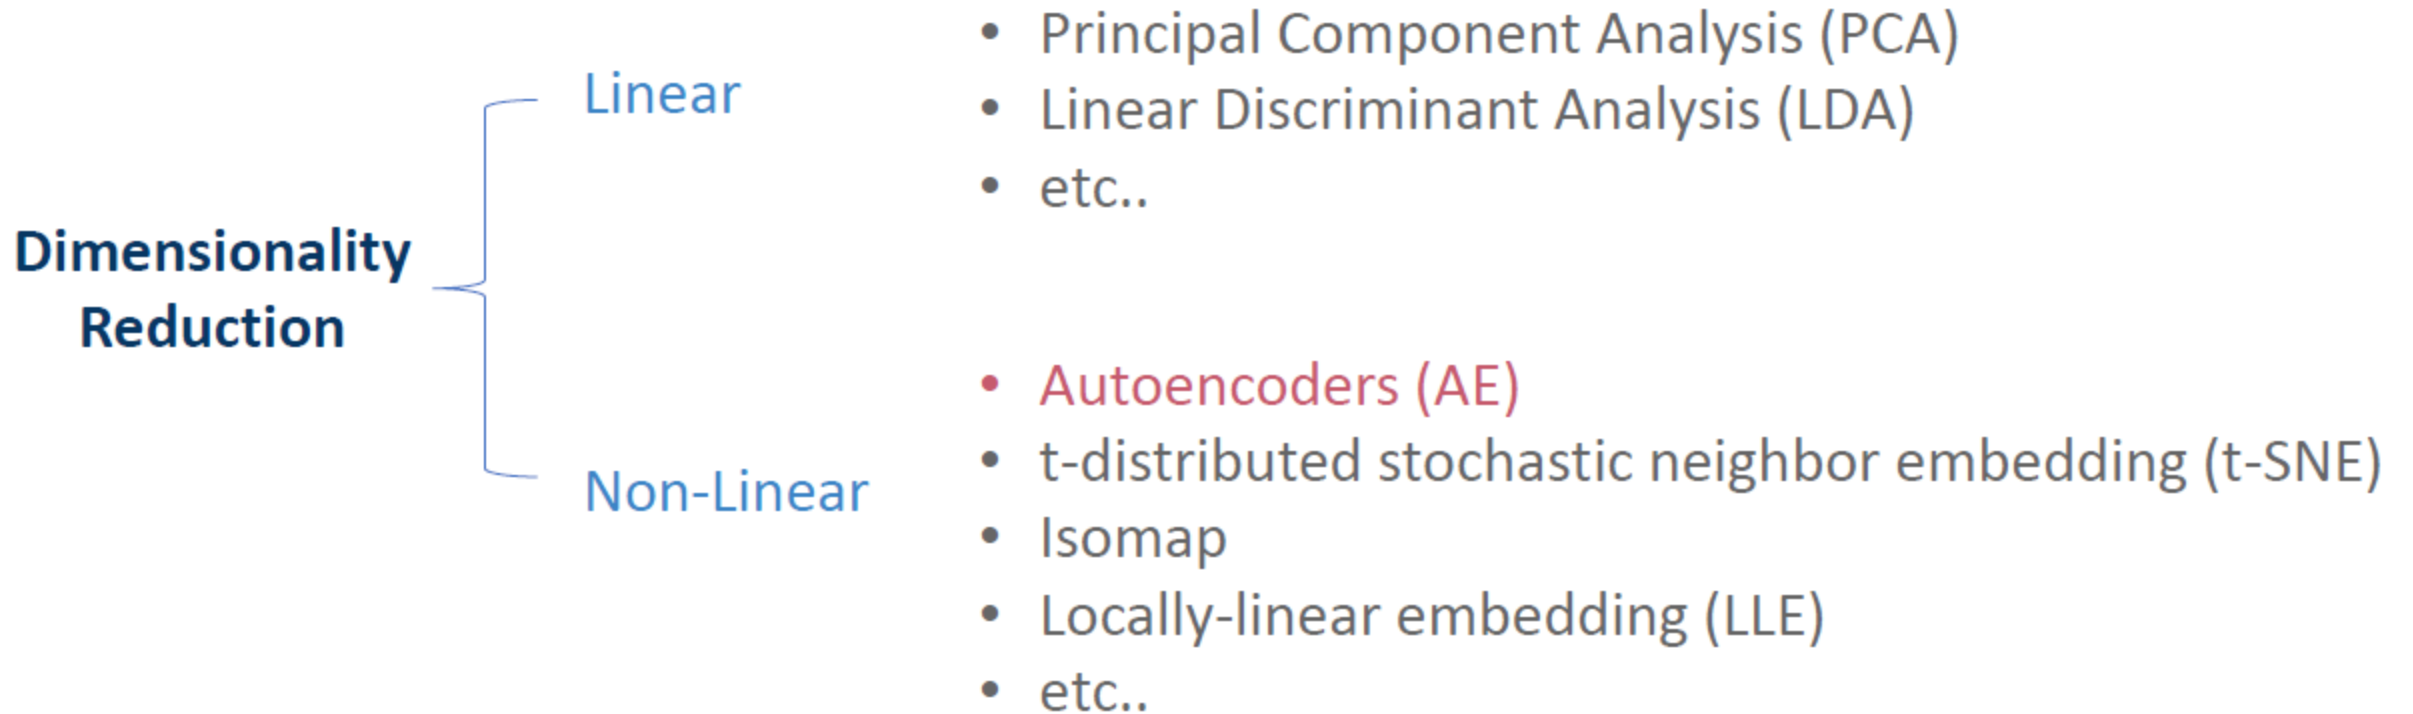 Dimensionality
Reduction
Linear
• Principal Component Analysis (PCA)
• Linear Discriminant Analysis (LDA)
• etc..
Non-Linear
• Autoencoders (AE)
• t-distributed stochastic neighbor embedding (t-SNE)
• Isomap
• Locally-linear embedding (LLE)
• etc..